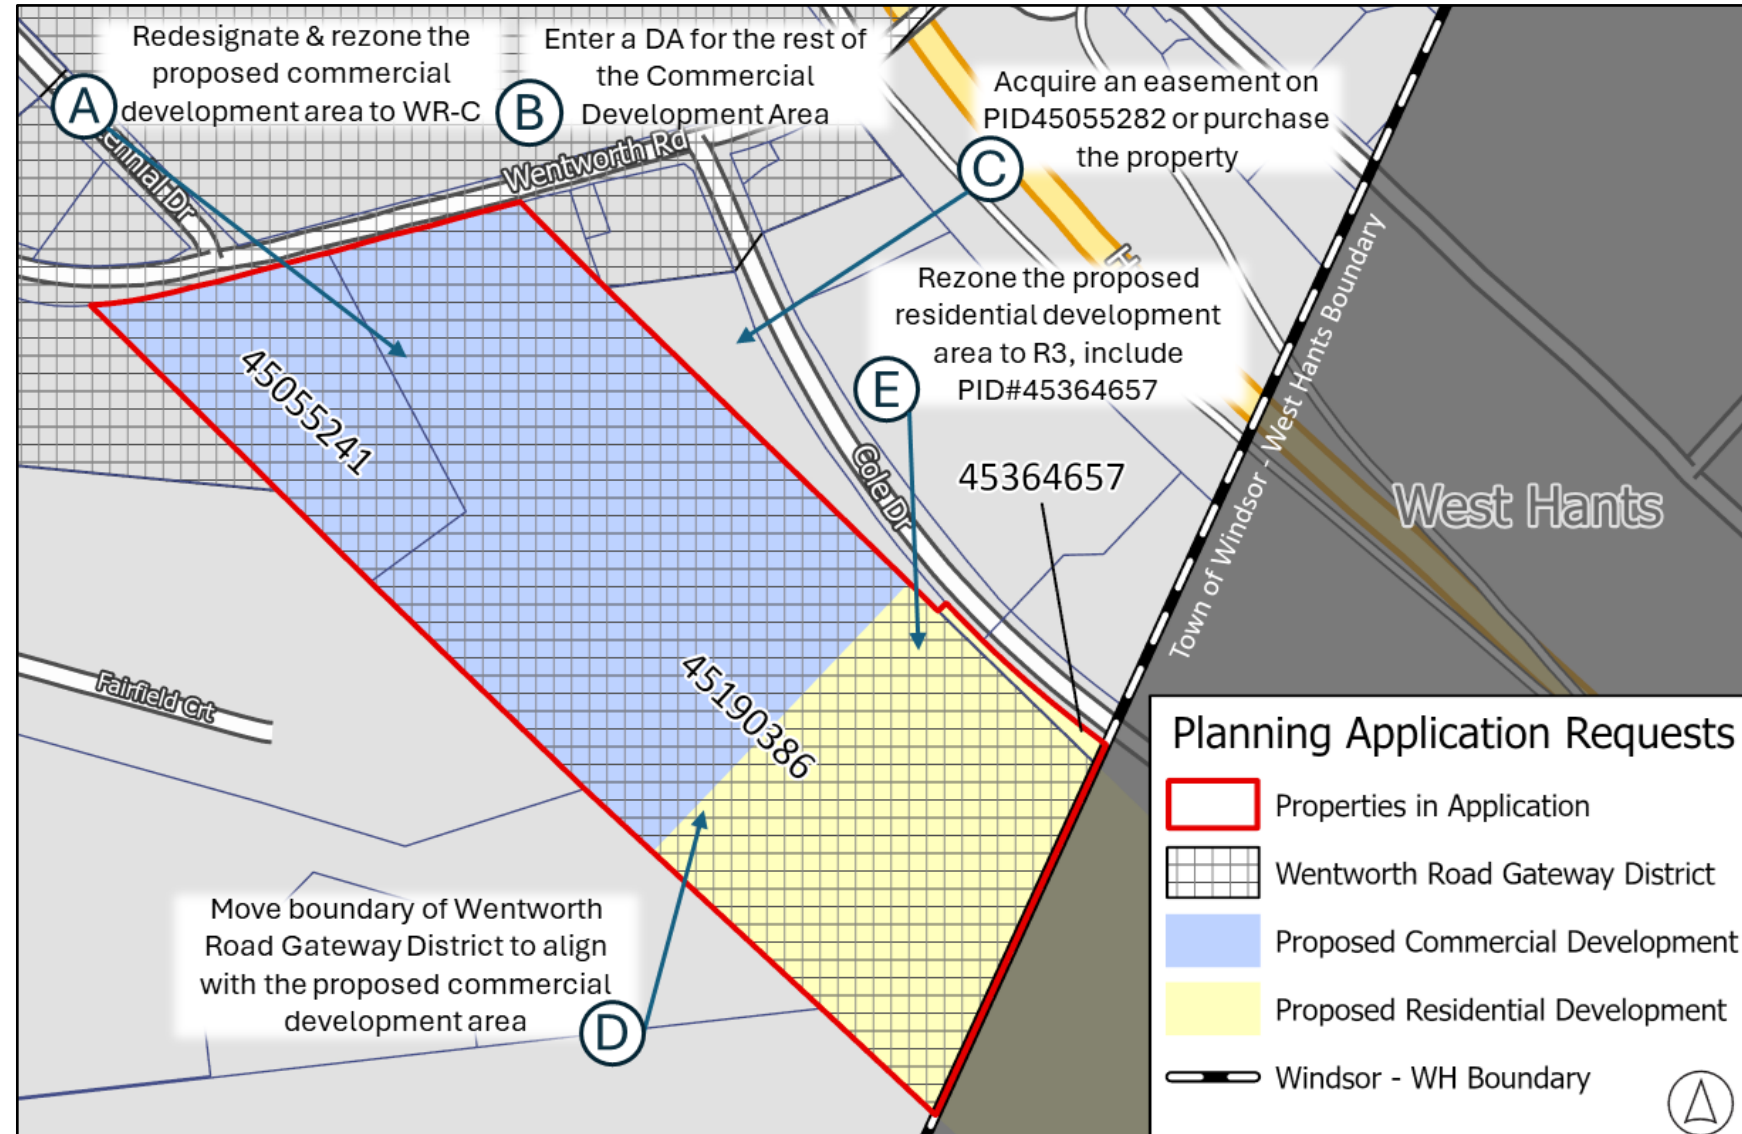 Redesignate & rezone the
proposed commercial
development area to WR-C
A
Enter a DA for the rest of
the Commercial
Development Area
B
Acquire an easement on
PID45055282 or purchase
the property
C
Wentworth Rd
Dr
Rezone the proposed
residential development
area to R3, include
PID#45364657
E
45055241
Cole Dr
45364657
Town of Windsor - West Hants Boundary
West Hants
45190386
Fairfield Crt
Move boundary of Wentworth
Road Gateway District to align
with the proposed commercial
development area
D
Planning Application Requests
Properties in Application
Wentworth Road Gateway District
Proposed Commercial Development
Proposed Residential Development
Windsor - WH Boundary